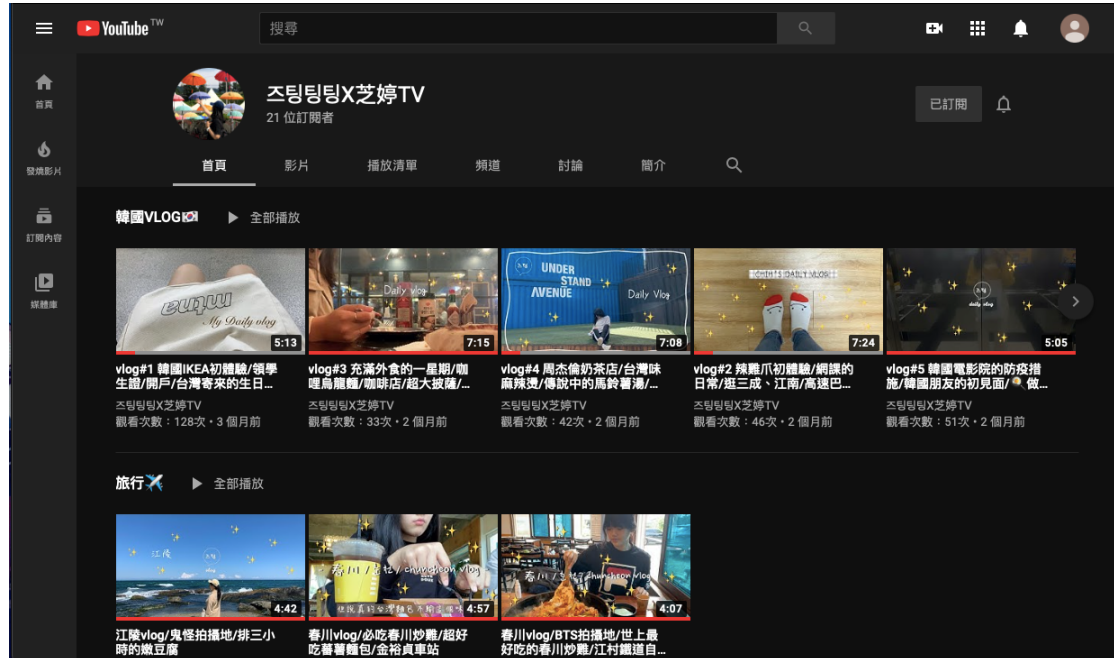 YouTube TW
搜尋
首頁
發燒影片
訂閱內容
媒體庫
즈팅팅팅X芝婷TV
21 位訂閱者
已訂閱
首頁
影片
播放清單
頻道
討論
簡介
韓國VLOG🇰🇷
全部播放
My Daily vlog
5:13
Daily vlog
7:15
UNDER
STAND
AVENUE
Daily Vlog
7:08
7:24
daily vlog
5:05
vlog#1 韓國IKEA初體驗/領學
生證/開戶/台灣寄來的生日...
즈팅팅팅X芝婷TV
觀看次數：128次・3 個月前
vlog#3 充滿外食的一星期/咖
哩烏龍麵/咖啡店/超大披薩/...
즈팅팅팅X芝婷TV
觀看次數：33次・2 個月前
vlog#4 周杰倫奶茶店/台灣味
麻辣燙/傳說中的馬鈴薯湯/...
즈팅팅팅X芝婷TV
觀看次數：42次・2 個月前
vlog#2 辣雞爪初體驗/網課的
日常/逛三成、江南/高速巴...
즈팅팅팅X芝婷TV
觀看次數：46次・2 個月前
vlog#5 韓國電影院的防疫措
施/韓國朋友的初見面/🔍做...
즈팅팅팅X芝婷TV
觀看次數：51次・2 個月前
旅行✈️
全部播放
江陵
4:42
春川 / 춘천 / chuncheon vlog
4:57
春川 / 춘천 / chuncheon vlog
4:07
江陵vlog/鬼怪拍攝地/排三小
時的嫩豆腐
春川vlog/必吃春川炒雞/超好
吃蕃薯麵包/金裕貞車站
春川vlog/BTS拍攝地/世上最
好吃的春川炒雞/江村鐵道自...